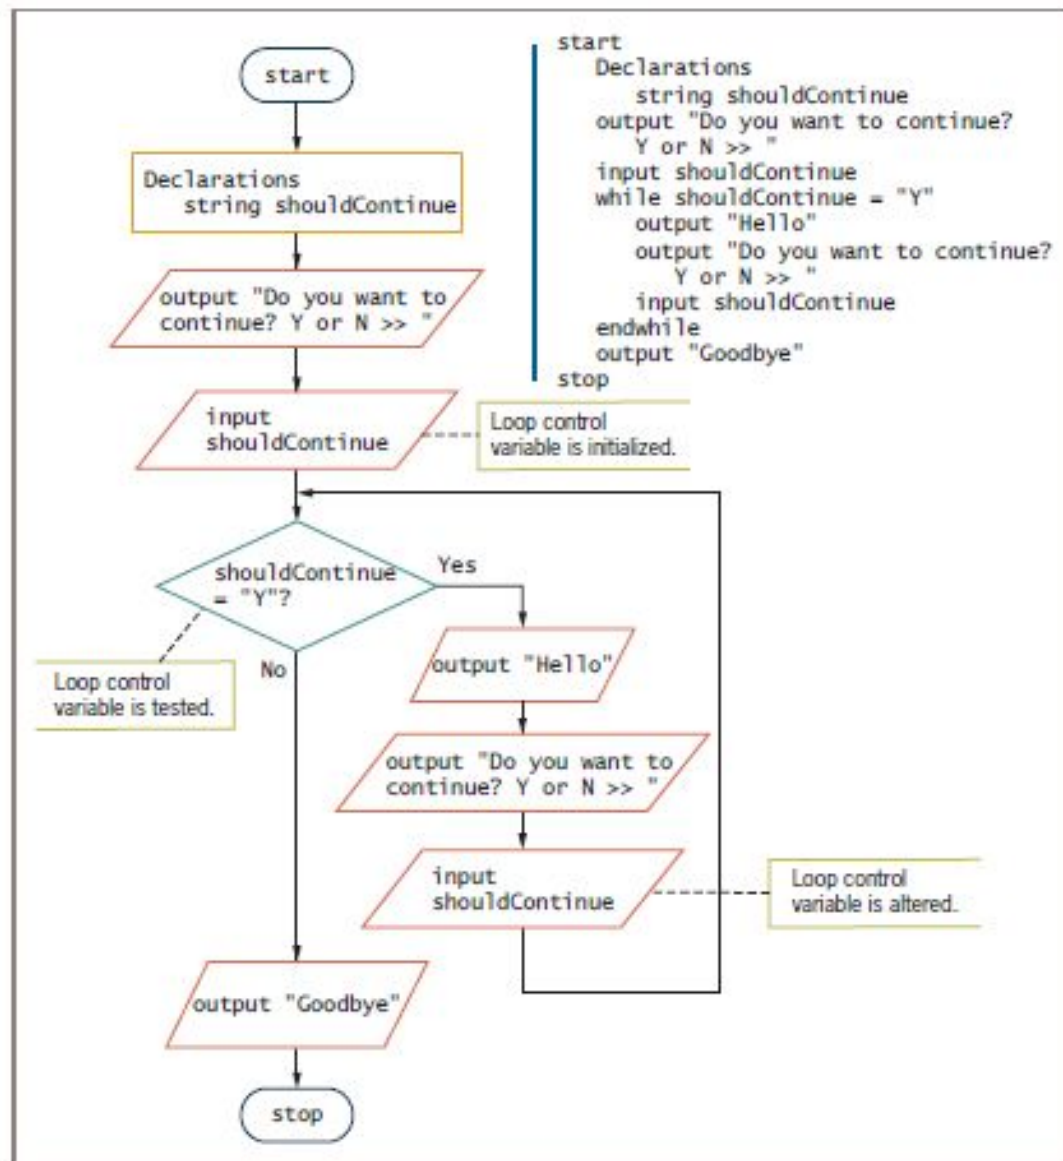 start
Declarations
string shouldContinue
output "Do you want to
continue? Y or N >> "
input
shouldContinue
Loop control
variable is initialized.
shouldContinue
= "Y"?
Yes
No
Loop control
variable is tested.
output "Hello"
output "Do you want to
continue? Y or N >> "
input
shouldContinue
Loop control
variable is altered.
output "Goodbye"
stop
start
Declarations
string shouldContinue
output "Do you want to continue?
Y or N >> "
input shouldContinue
while shouldContinue = "Y"
output "Hello"
output "Do you want to continue?
Y or N >> "
input shouldContinue
endwhile
output "Goodbye"
stop